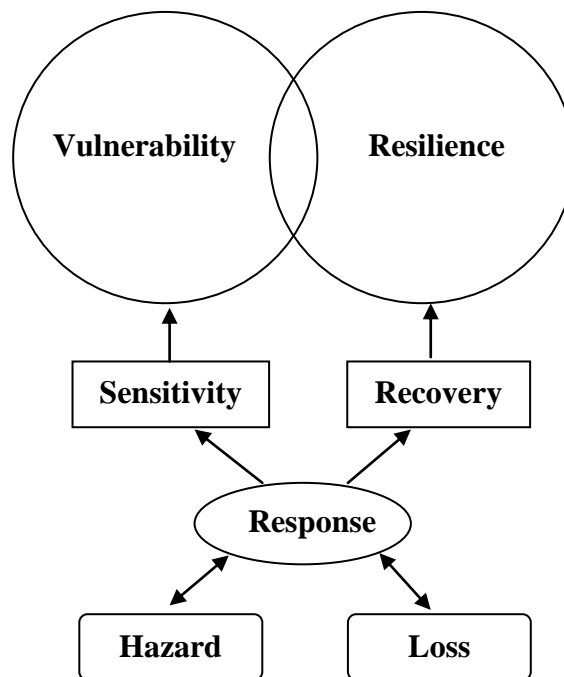 Vulnerability
Resilience
Sensitivity
Recovery
Response
Hazard
Loss